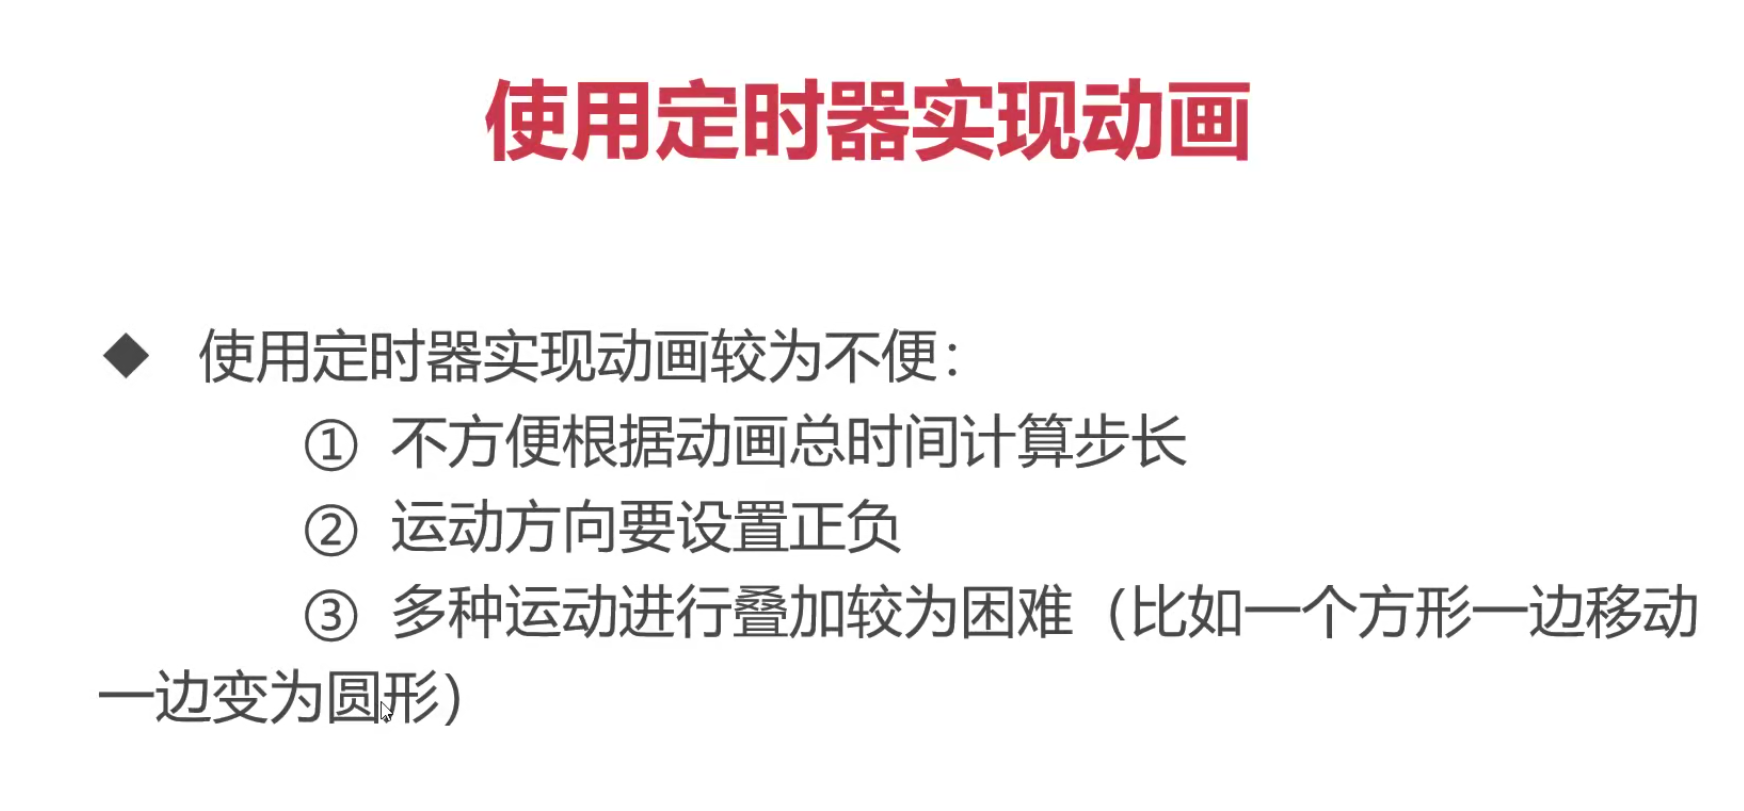 使用定时器实现动画
◆ 使用定时器实现动画较为不便：
① 不方便根据动画总时间计算步长
② 运动方向要设置正负
③ 多种运动进行叠加较为困难（比如一个方形一边移动
一边变为圆形）